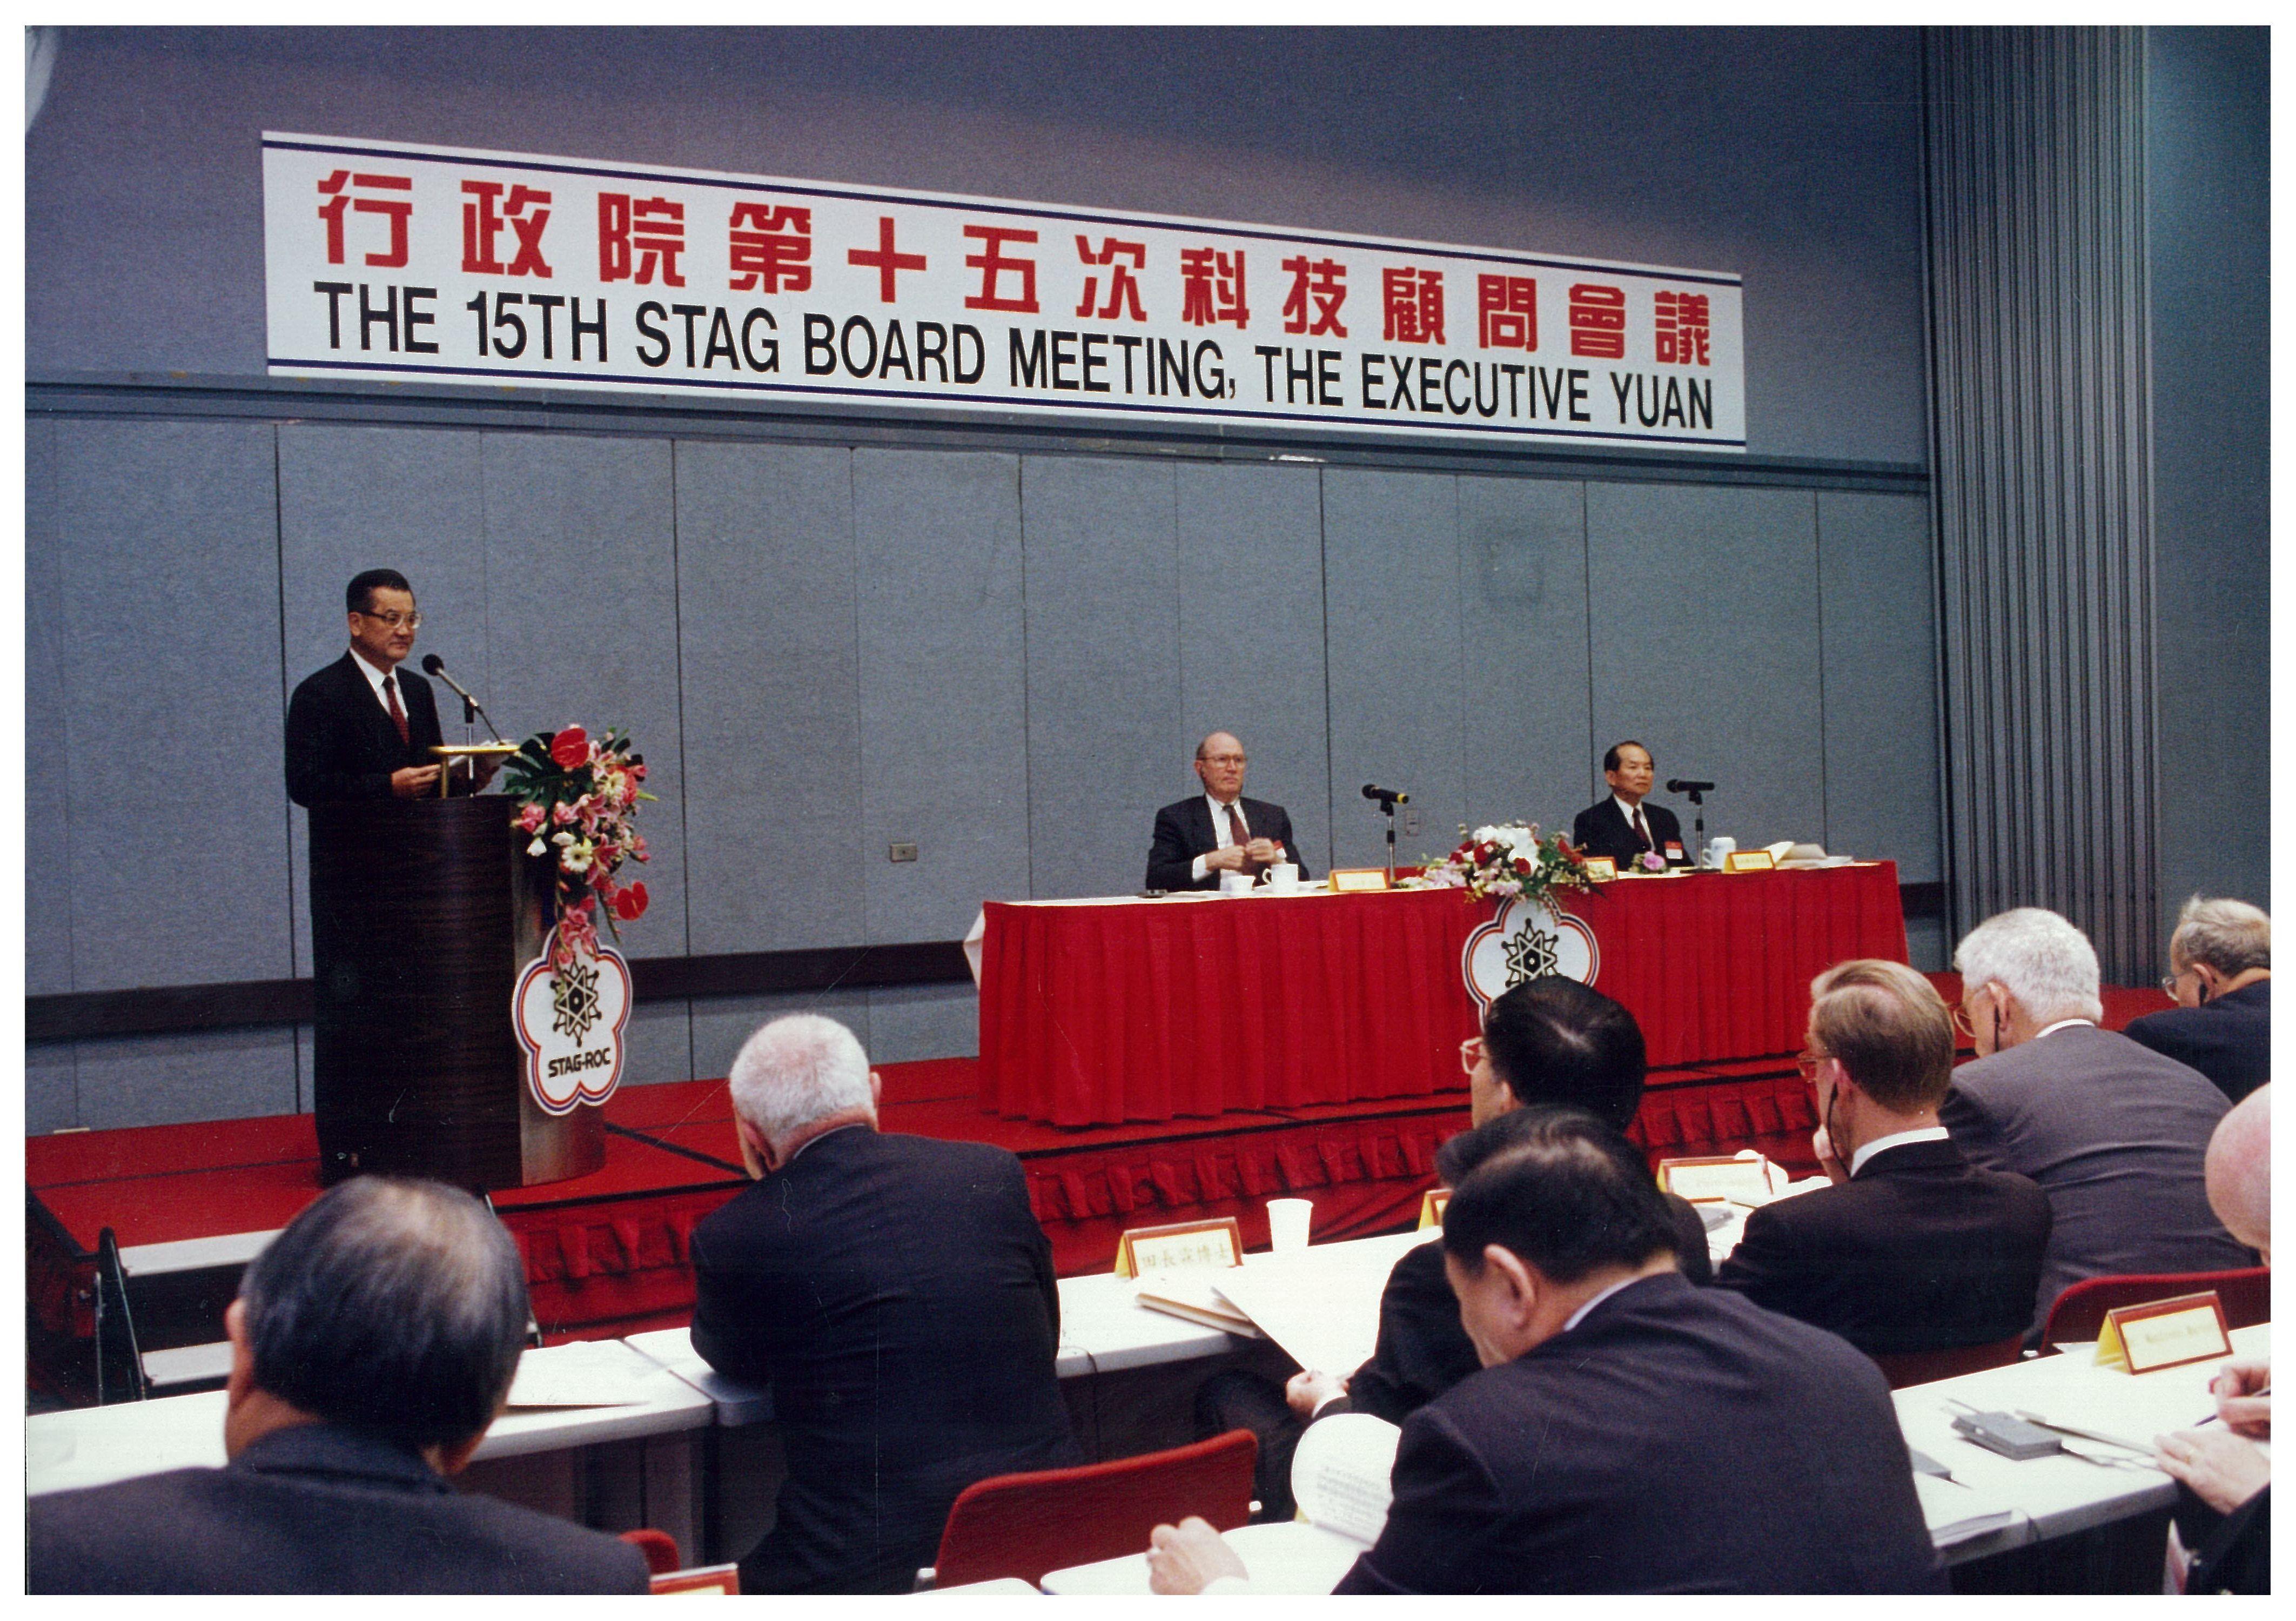 行政院第十五次科技顧問會議
THE 15TH STAG BOARD MEETING, THE EXECUTIVE YUAN
STAG-ROC